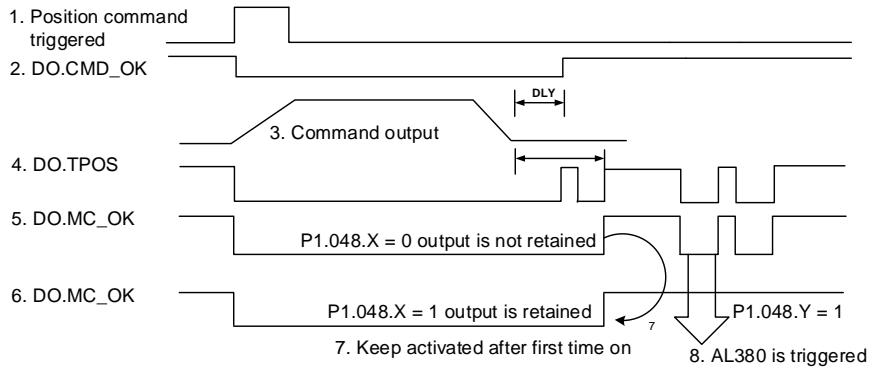 1. Position command
triggered
2. DO.CMD_OK
DLY
3. Command output
4. DO.TPOS
5. DO.MC_OK
P1.048.X = 0 output is not retained
6. DO.MC_OK
P1.048.X = 1 output is retained
P1.048.Y = 1
7
7. Keep activated after first time on
8. AL380 is triggered